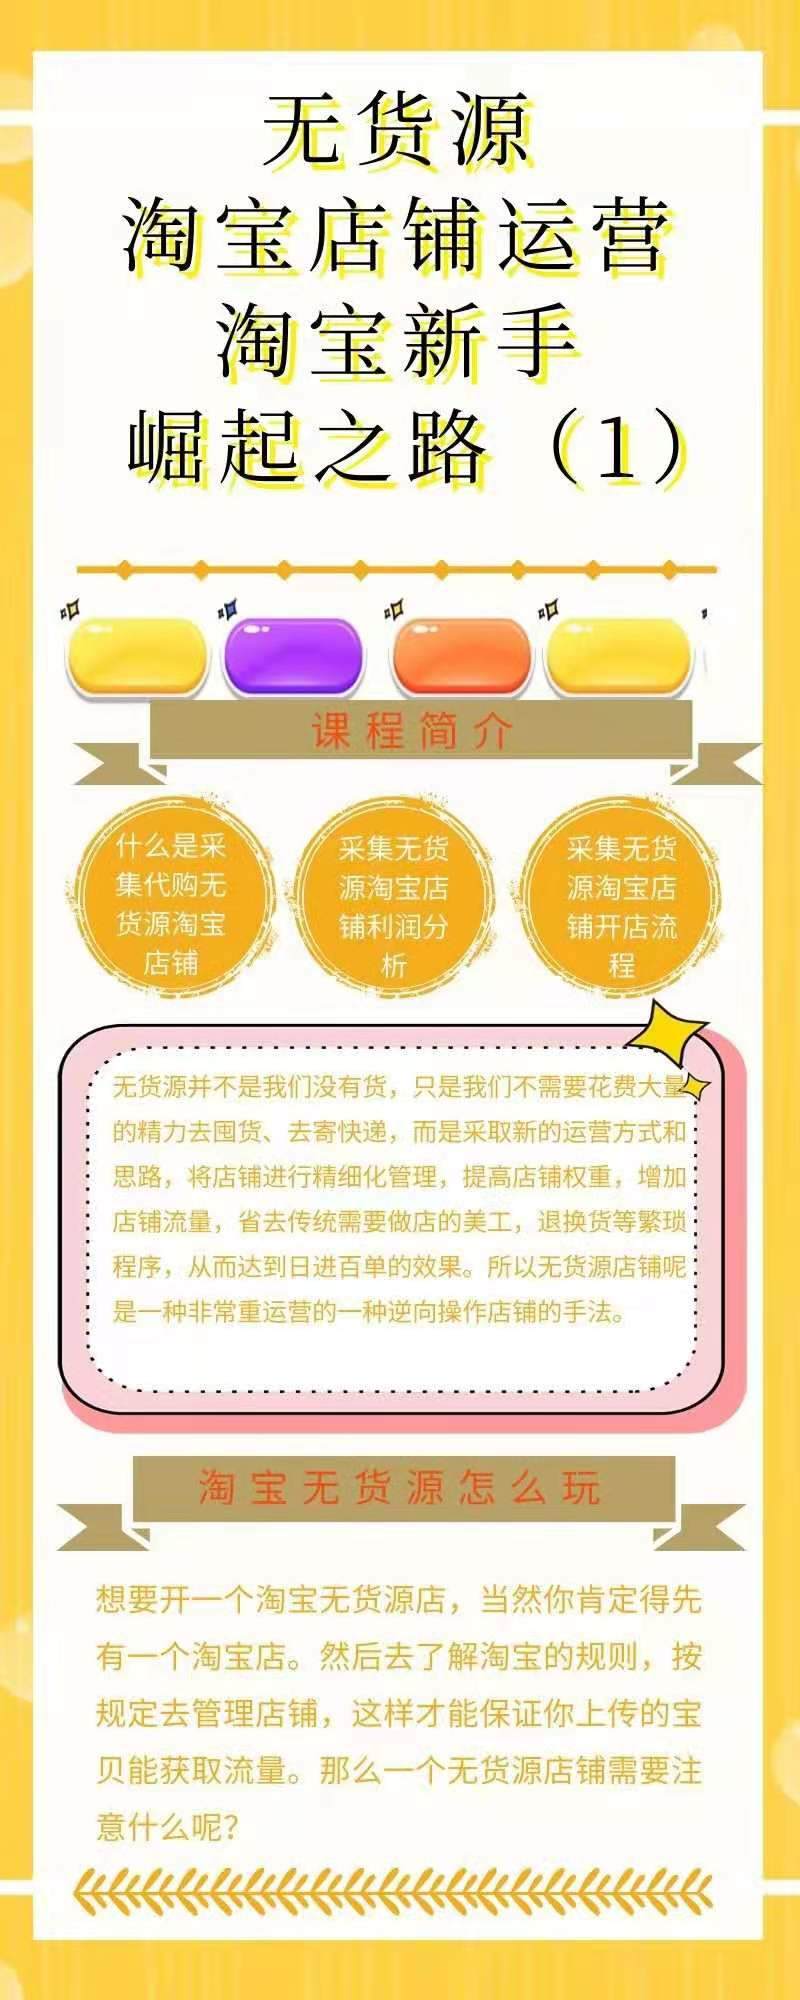 无货源
淘宝店铺运营
淘宝新手
崛起之路（1）
课程简介
什么是采
集代购无
货源淘宝
店铺
采集无货
源淘宝店
铺利润分
析
采集无货
源淘宝店
铺开店流
程
无货源并不是我们没有货，只是我们不需要花费大量
的精力去囤货、去寄快递，而是采取新的运营方式和
思路，将店铺进行精细化管理，提高店铺权重，增加
店铺流量，省去传统需要做店的美工，退换货等繁琐
程序，从而达到日进百单的效果。所以无货源店铺呢
是一种非常重运营的一种逆向操作店铺的手法。
淘宝无货源怎么玩
想要开一个淘宝无货源店，当然你肯定得先
有一个淘宝店。然后去了解淘宝的规则，按
规定去管理店铺，这样才能保证你上传的宝
贝能获取流量。那么一个无货源店铺需要注
意什么呢？